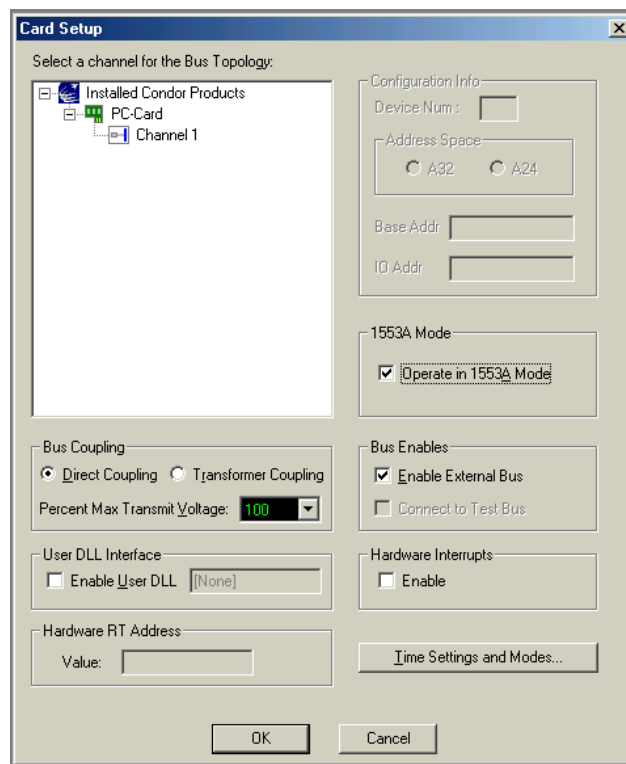 Card Setup
Select a channel for the Bus Topology:
Installed Condor Products
PC-Card
Channel 1
Configuration Info
Device Num :
Address Space
A32 A24
Base Addr
IO Addr
1553A Mode
Operate in 1553A Mode
Bus Coupling
Direct Coupling Transformer Coupling
Percent Max Transmit Voltage: 100
Bus Enables
Enable External Bus
Connect to Test Bus
User DLL Interface
Enable User DLL [None]
Hardware Interrupts
Enable
Hardware RT Address
Value:
Time Settings and Modes...
OK Cancel